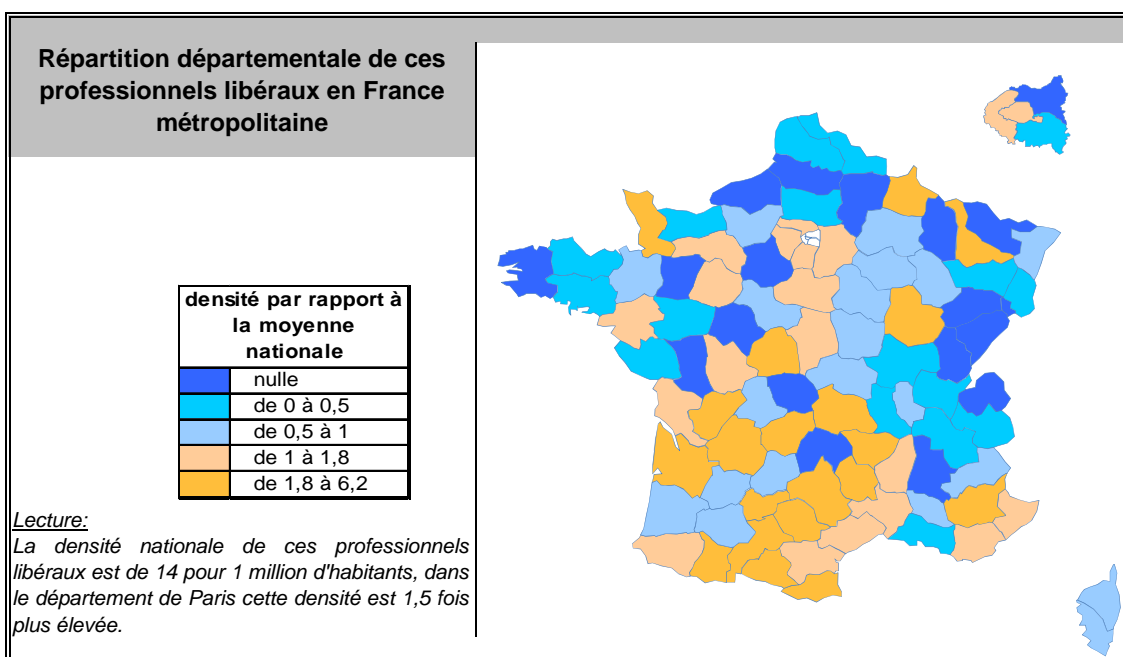 Répartition départementale de ces
professionnels libéraux en France
métropolitaine
densité par rapport à
la moyenne
nationale
nulle
de 0 à 0,5
de 0,5 à 1
de 1 à 1,8
de 1,8 à 6,2
Lecture:
La densité nationale de ces professionnels
libéraux est de 14 pour 1 million d'habitants, dans
le département de Paris cette densité est 1,5 fois
plus élevée.